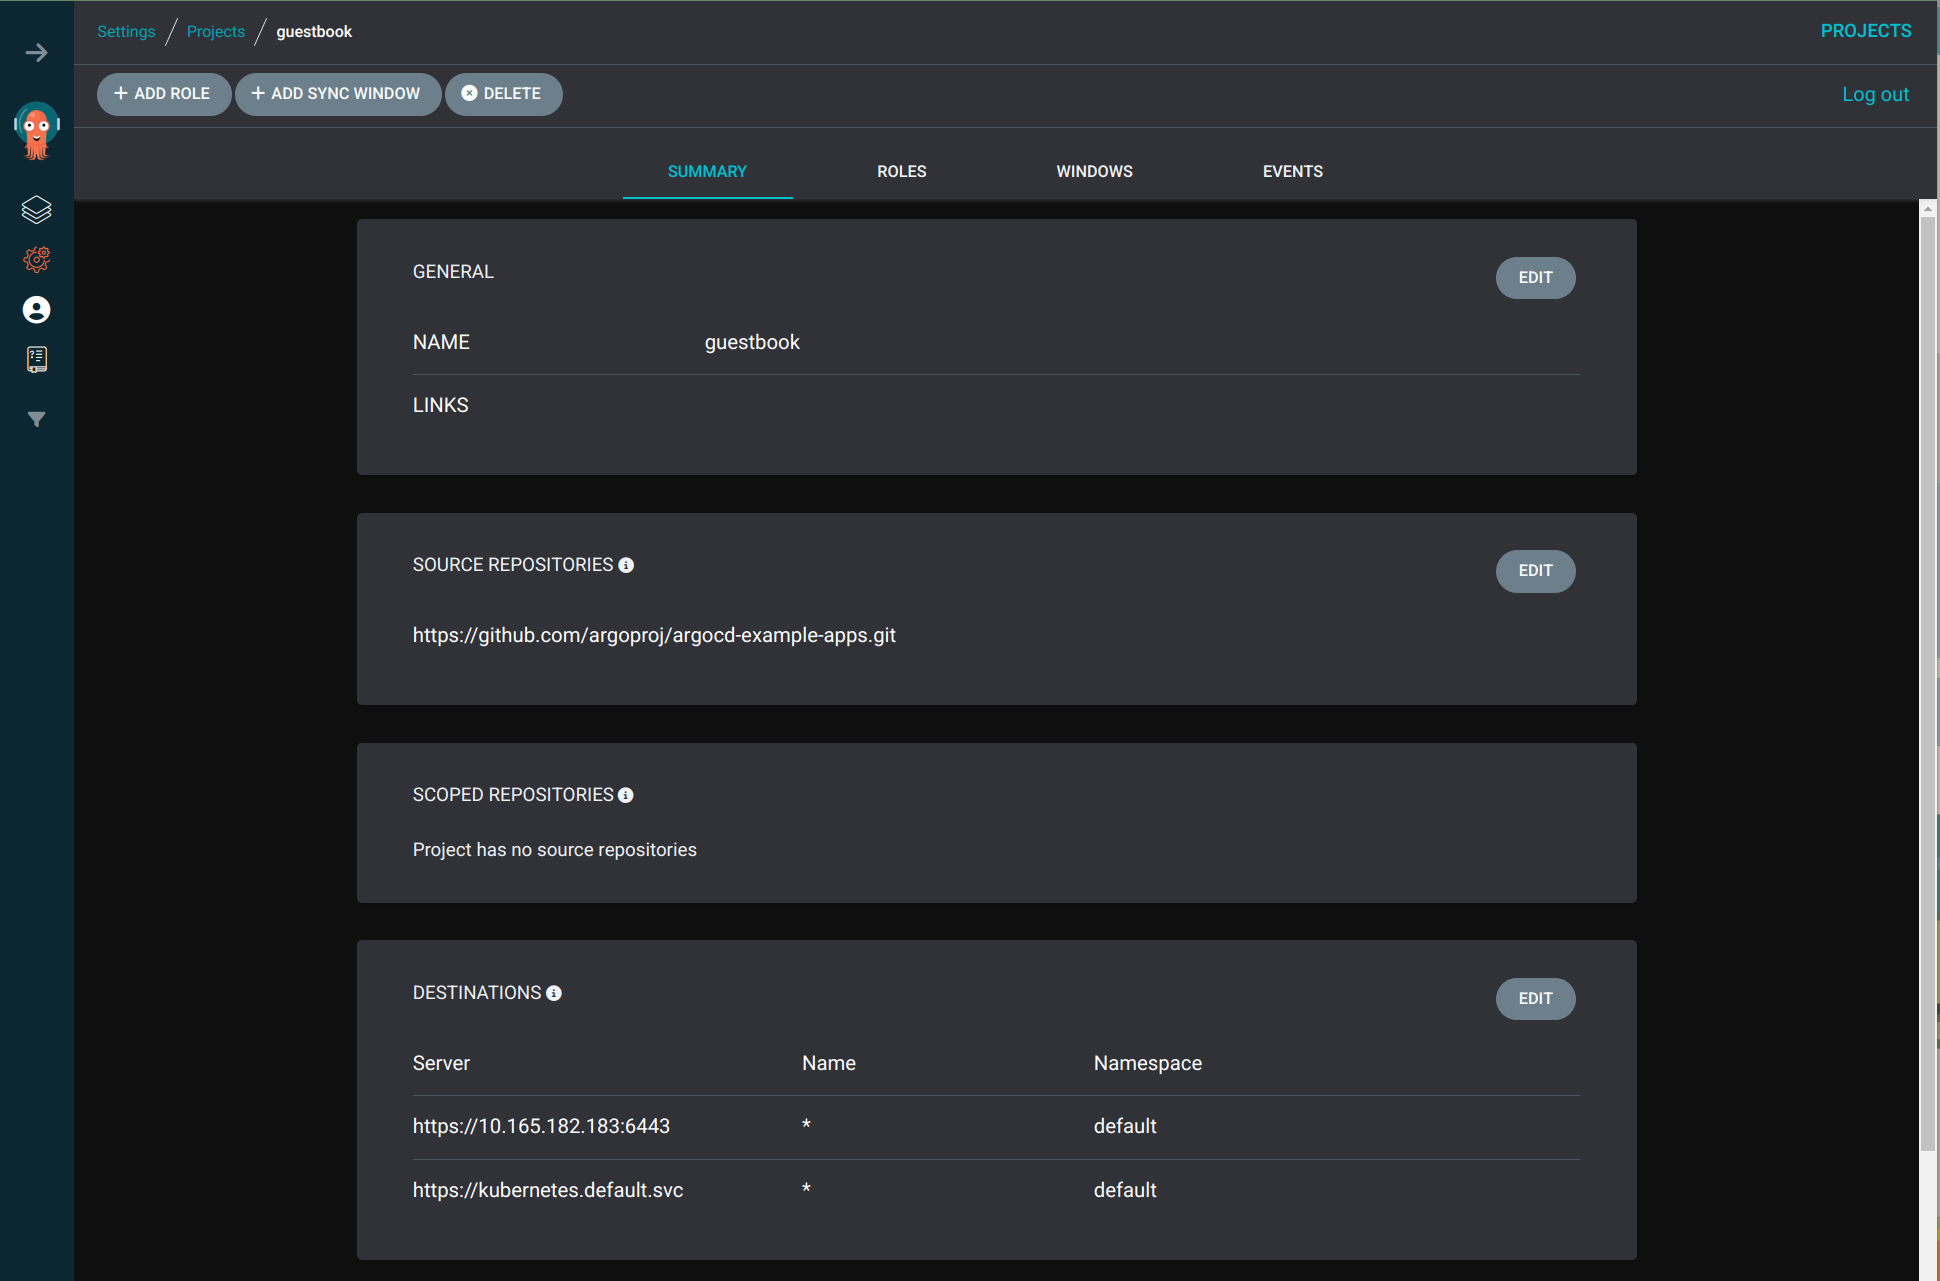 Settings / Projects / guestbook
PROJECTS
+ ADD ROLE
+ ADD SYNC WINDOW
DELETE
Log out
SUMMARY
ROLES
WINDOWS
EVENTS
GENERAL
EDIT
NAME guestbook
LINKS
SOURCE REPOSITORIES
EDIT
https://github.com/argoproj/argocd-example-apps.git
SCOPED REPOSITORIES
Project has no source repositories
DESTINATIONS
EDIT
Server Name Namespace
https://10.165.182.183:6443 * default
https://kubernetes.default.svc * default